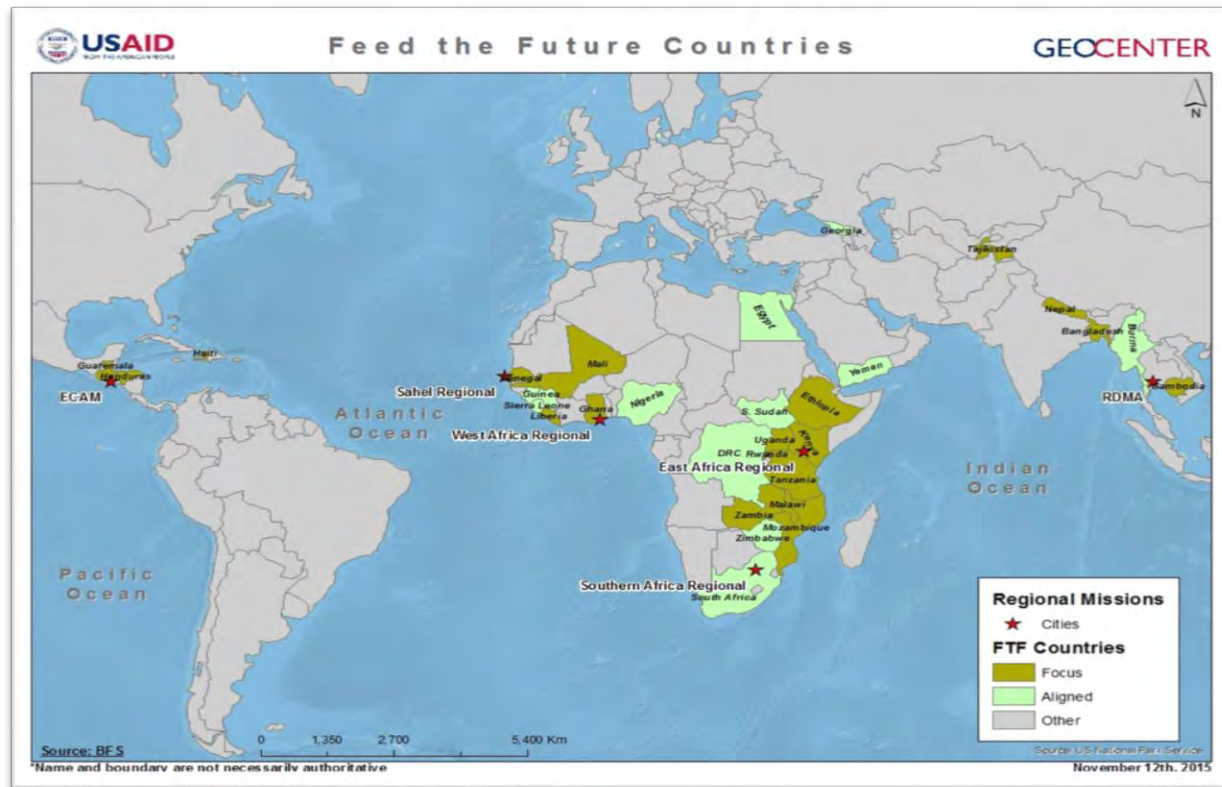 USAID
FROM THE AMERICAN PEOPLE
Feed the Future Countries
GEOCENTER
N
Georgia
Tajikistan
Egypt
Nepal
Bangladesh
Burma
Haiti
Guatemala
Honduras
ECAM
Mali
Senegal
Sahel Regional
Guinea
Sierra Leone
Liberia
Ghana
Nigeria
Yemen
Cambodia
RDMA
Atlantic
Ocean
West Africa Regional
S. Sudan
Ethiopia
Uganda
Kenya
DRC
Rwanda
East Africa Regional
Tanzania
Indian
Ocean
Malawi
Zambia
Mozambique
Zimbabwe
Pacific
Ocean
Southern Africa Regional
South Africa
Regional Missions
Cities
FTF Countries
Focus
Aligned
Other
0 1,350 2,700 5,400 Km
Source: BFS
Source: US National Park Service
*Name and boundary are not necessarily authoritative
November 12th, 2015